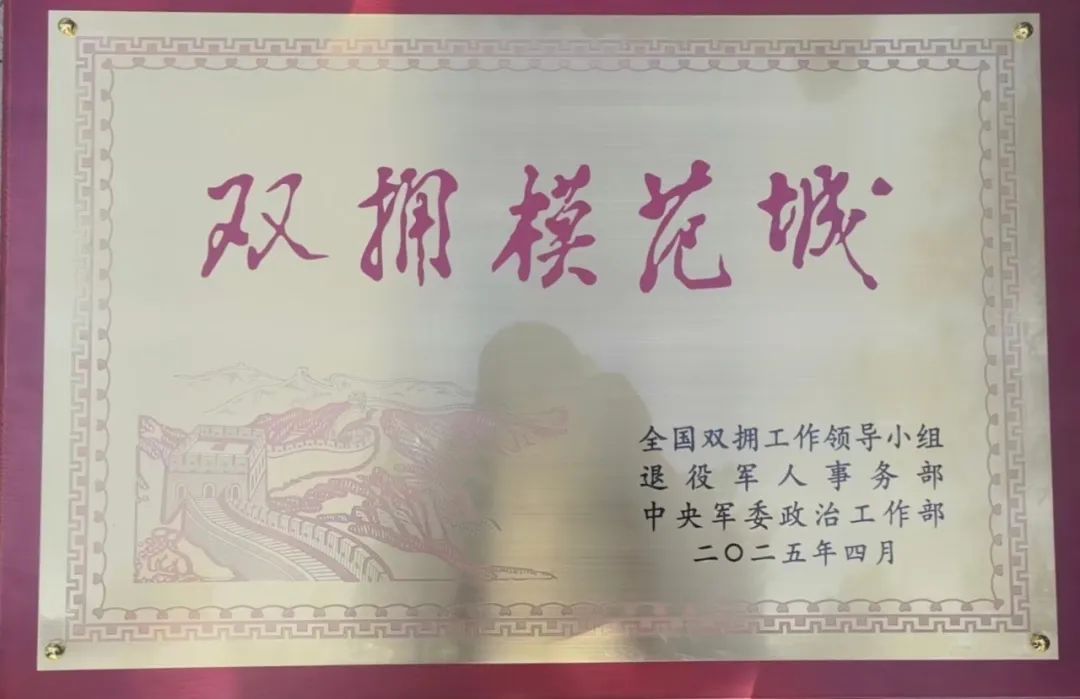 双拥模范城
全国双拥工作领导小组
退役军人事务部
中央军委政治工作部
二〇二五年四月